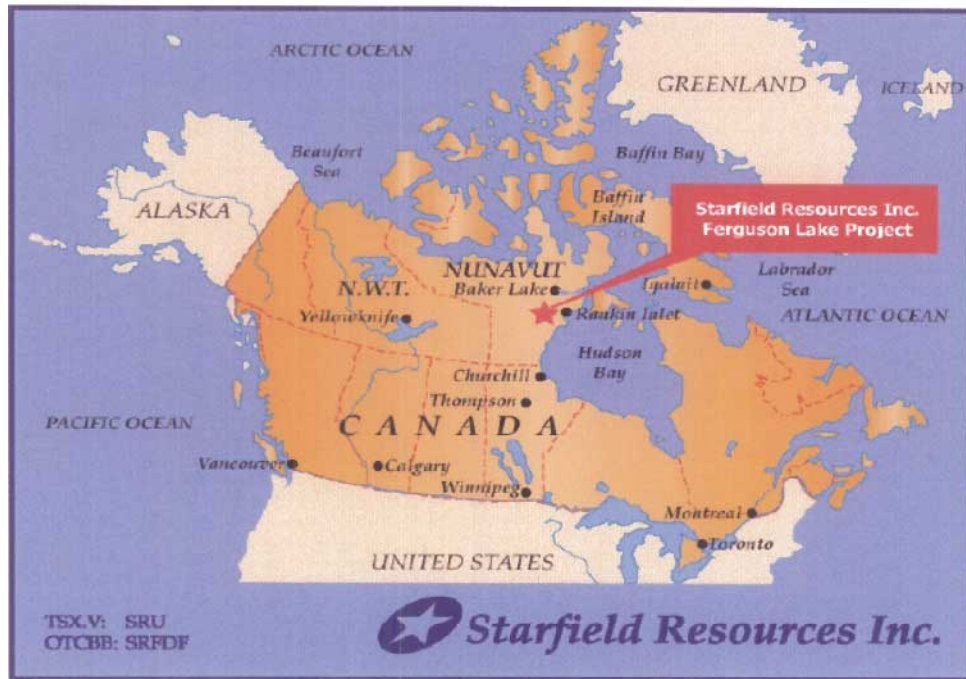 ARCTIC OCEAN
GREENLAND
ICELAND
Beaufort
Sea
Baffin Bay
ALASKA
Baffin
Island
Starfield Resources Inc.
Ferguson Lake Project
NUNAVUT
Baker Lake
N.W.T.
Iqaluit
Labrador
Sea
Yellowknife
Rankin Inlet
ATLANTIC OCEAN
Hudson
Bay
Churchill
Thompson
PACIFIC OCEAN
CANADA
Vancouver
Calgary
Winnipeg
Montreal
Toronto
UNITED STATES
TSX.V: SRU
OTCBB: SRFDF
Starfield Resources Inc.